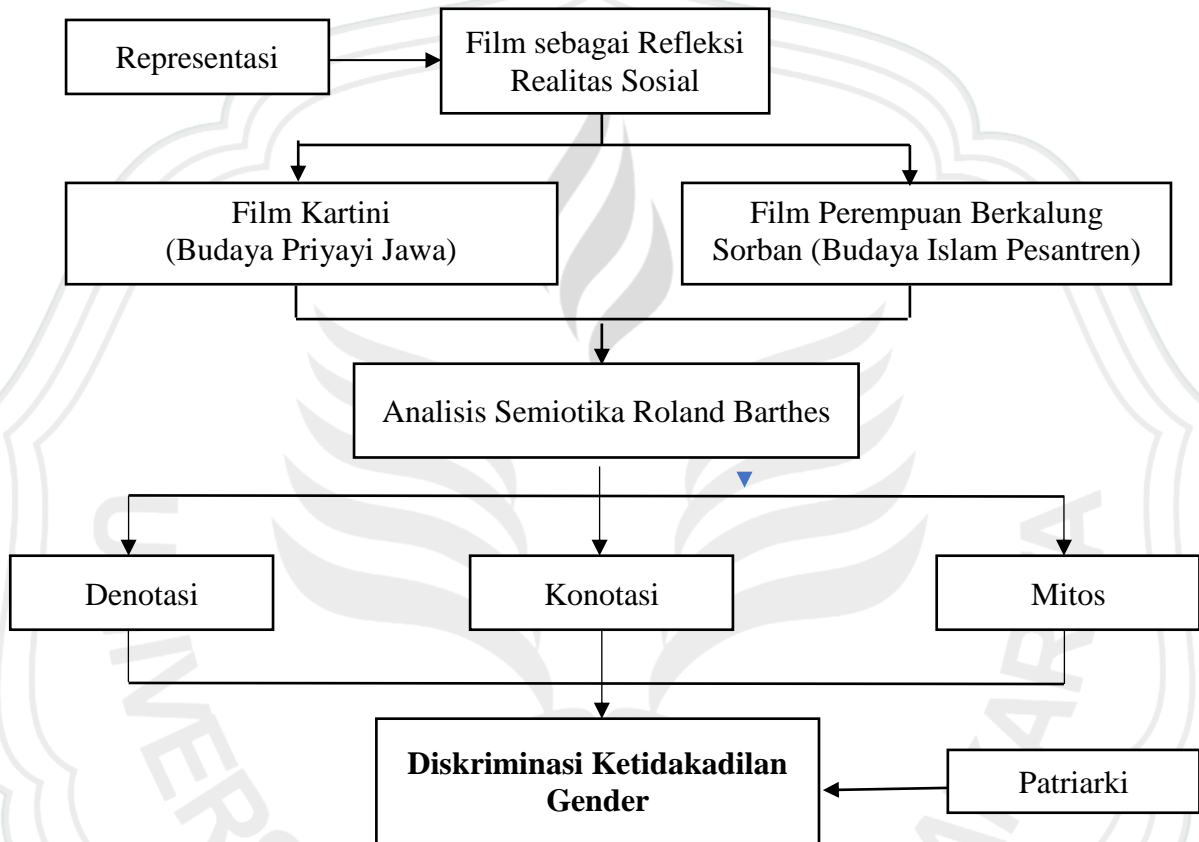 Representasi
Film sebagai Refleksi
Realitas Sosial
Film Kartini
(Budaya Priyayi Jawa)
Film Perempuan Berkalung
Sorban (Budaya Islam Pesantren)
Analisis Semiotika Roland Barthes
Denotasi
Konotasi
Mitos
Diskriminasi Ketidakadilan
Gender
Patriarki